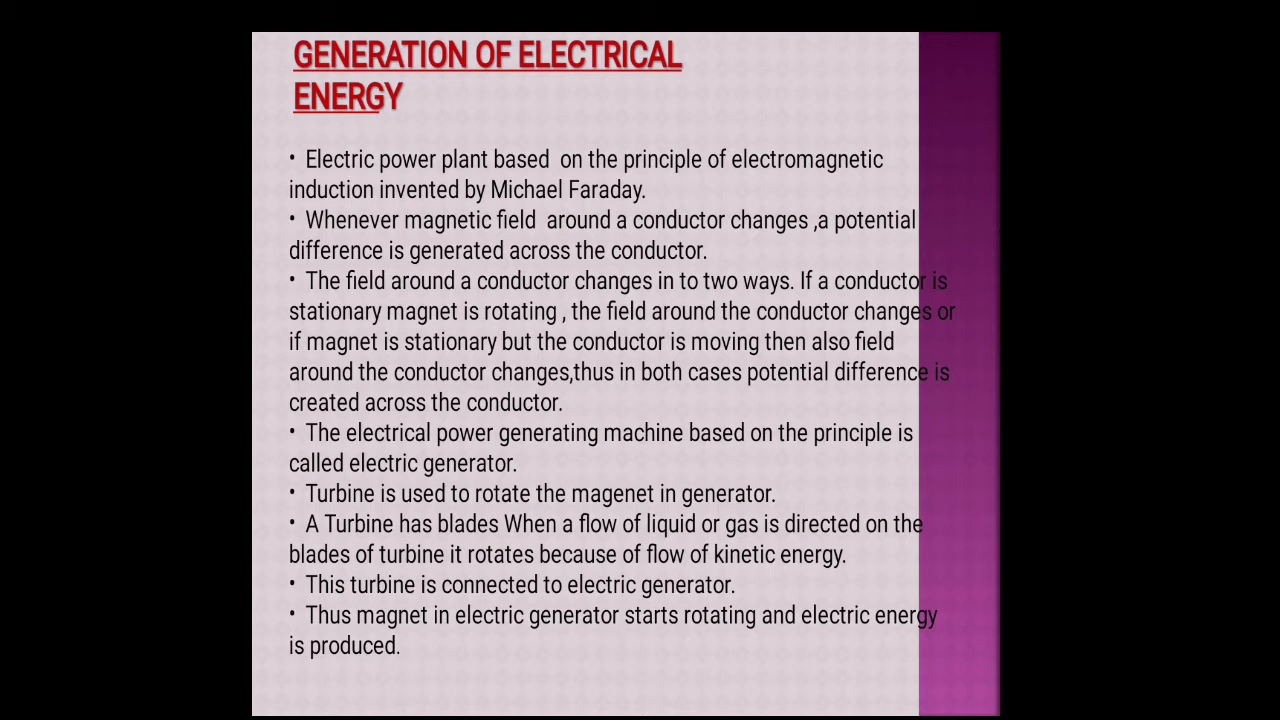 GENERATION OF ELECTRICAL
ENERGY
• Electric power plant based  on the principle of electromagnetic
induction invented by Michael Faraday.
• Whenever magnetic field  around a conductor changes ,a potential
difference is generated across the conductor.
• The field around a conductor changes in to two ways. If a conductor is
stationary magnet is rotating , the field around the conductor changes or
if magnet is stationary but the conductor is moving then also field
around the conductor changes,thus in both cases potential difference is
created across the conductor.
• The electrical power generating machine based on the principle is
called electric generator.
• Turbine is used to rotate the magenet in generator.
• A Turbine has blades When a flow of liquid or gas is directed on the
blades of turbine it rotates because of flow of kinetic energy.
• This turbine is connected to electric generator.
• Thus magnet in electric generator starts rotating and electric energy
is produced.